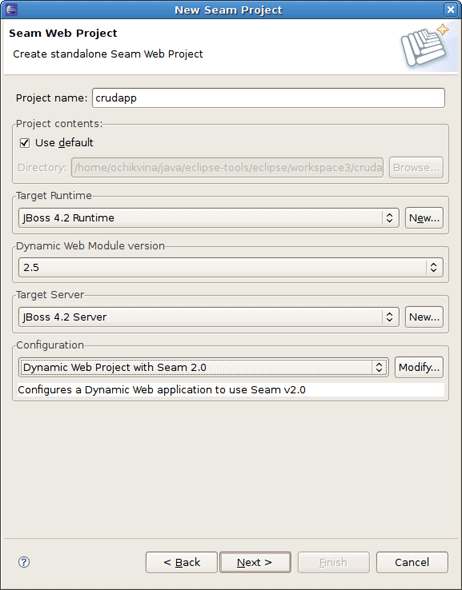 New Seam Project
Seam Web Project
Create standalone Seam Web Project
Project name: crudapp
Project contents:
Use default
Directory: /home/ochikvina/java/eclipse-tools/eclipse/workspace3/cruda Browse...
Target Runtime
JBoss 4.2 Runtime New...
Dynamic Web Module version
2.5
Target Server
JBoss 4.2 Server New...
Configuration
Dynamic Web Project with Seam 2.0 Modify...
Configures a Dynamic Web application to use Seam v2.0
? < Back Next > Finish Cancel